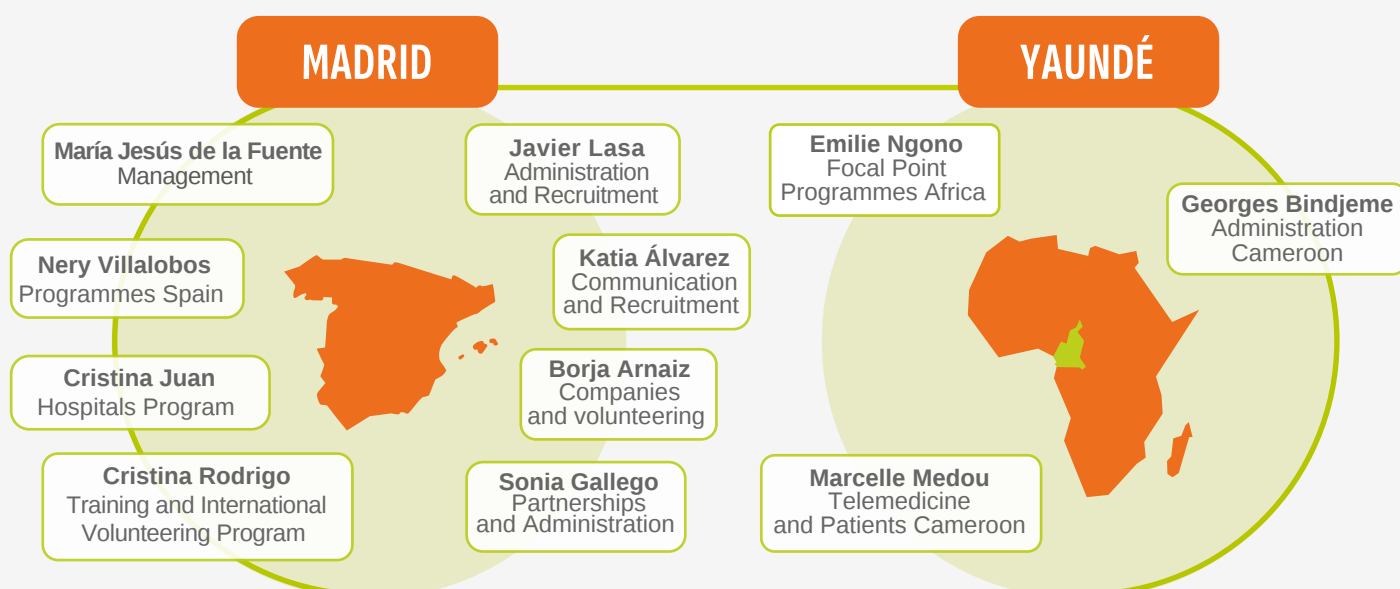 MADRID
María Jesús de la Fuente
Management
Nery Villalobos
Programmes Spain
Cristina Juan
Hospitals Program
Cristina Rodrigo
Training and International
Volunteering Program
Javier Lasa
Administration
and Recruitment
Katia Álvarez
Communication
and Recruitment
Borja Arnaiz
Companies
and volunteering
Sonia Gallego
Partnerships
and Administration
YAUNDÉ
Emilie Ngono
Focal Point
Programmes Africa
Georges Bindjeme
Administration
Cameroon
Marcelle Medou
Telemedicine
and Patients Cameroon